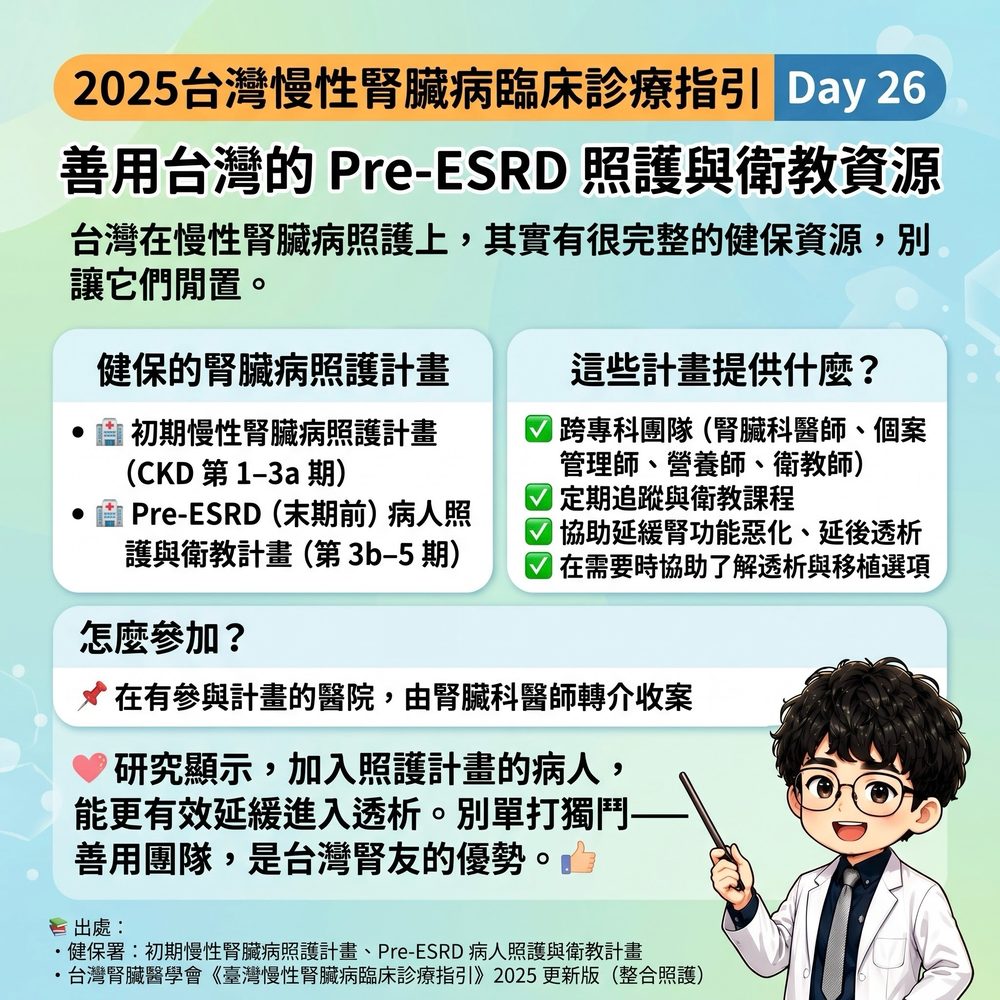 2025台灣慢性腎臟病臨床診療指引 Day 26
善用台灣的 Pre-ESRD 照護與衛教資源
台灣在慢性腎臟病照護上，其實有很完整的健保資源，別
讓它們閒置。
健保的腎臟病照護計畫
• 初期慢性腎臟病照護計畫
（CKD 第 1–3a 期）
• Pre-ESRD（末期前）病人照
護與衛教計畫（第 3b–5 期）
這些計畫提供什麼？
✅ 跨專科團隊（腎臟科醫師、個案
管理師、營養師、衛教師）
✅ 定期追蹤與衛教課程
✅ 協助延緩腎功能惡化、延後透析
✅ 在需要時協助了解透析與移植選項
怎麼參加？
📌 在有參與計畫的醫院，由腎臟科醫師轉介收案
研究顯示，加入照護計畫的病人，
能更有效延緩進入透析。別單打獨鬥——
善用團隊，是台灣腎友的優勢。👍
📚 出處：
・健保署：初期慢性腎臟病照護計畫、Pre-ESRD 病人照護與衛教計畫
・台灣腎臟醫學會《臺灣慢性腎臟病臨床診療指引》2025 更新版（整合照護）